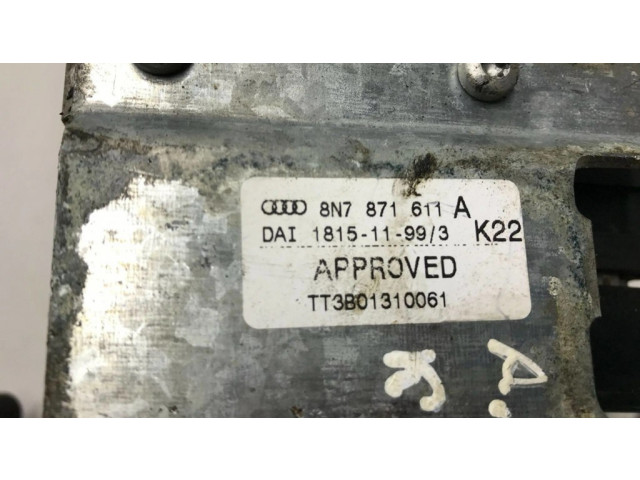 8N7 871 611 A
DAI 1815-11-99/3 K22
APPROVED
TT3B01310061